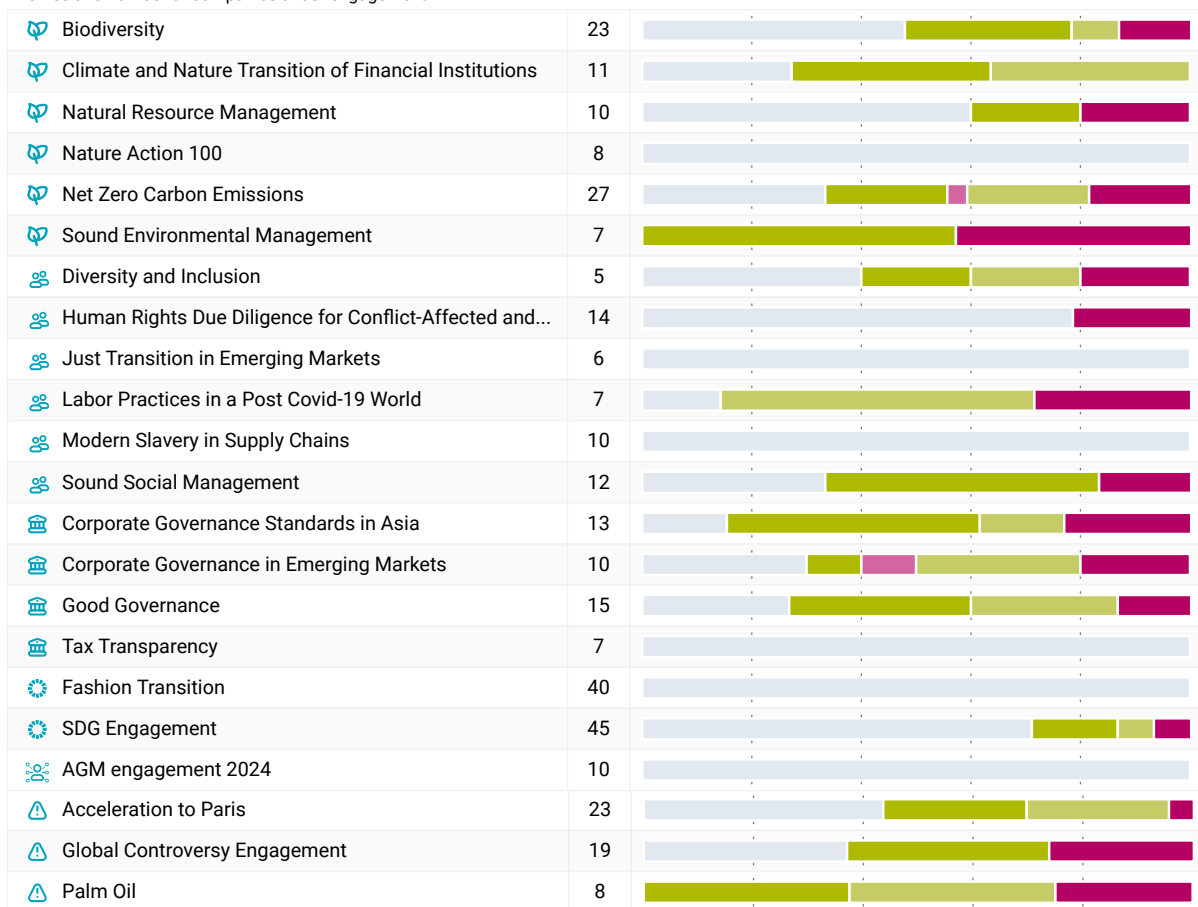 Biodiversity 23
Climate and Nature Transition of Financial Institutions 11
Natural Resource Management 10
Nature Action 100 8
Net Zero Carbon Emissions 27
Sound Environmental Management 7
Diversity and Inclusion 5
Human Rights Due Diligence for Conflict-Affected and... 14
Just Transition in Emerging Markets 6
Labor Practices in a Post Covid-19 World 7
Modern Slavery in Supply Chains 10
Sound Social Management 12
Corporate Governance Standards in Asia 13
Corporate Governance in Emerging Markets 10
Good Governance 15
Tax Transparency 7
Fashion Transition 40
SDG Engagement 45
AGM engagement 2024 10
Acceleration to Paris 23
Global Controversy Engagement 19
Palm Oil 8